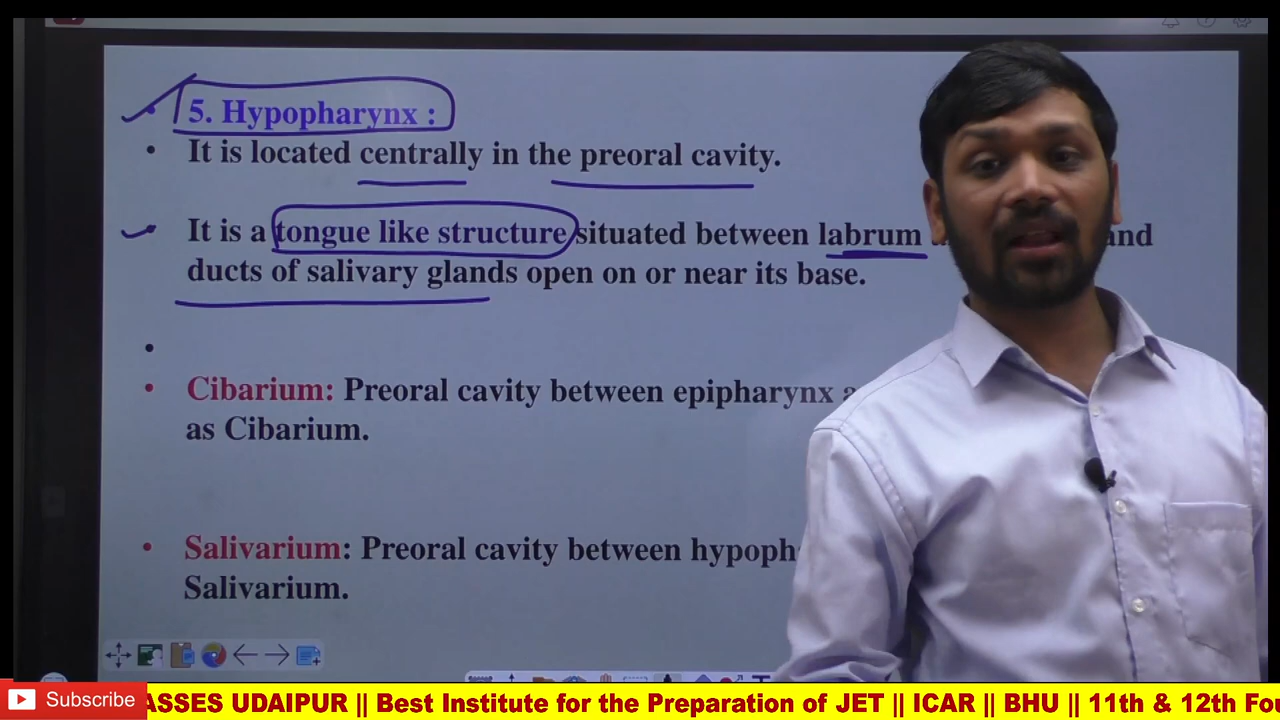 5. Hypopharynx :
• It is located centrally in the preoral cavity.
• It is a tongue like structure situated between labrum and
ducts of salivary glands open on or near its base.
•
• Cibarium: Preoral cavity between epipharynx
as Cibarium.
• Salivarium: Preoral cavity between
Salivarium.
Subscribe
ASSES UDAIPUR || Best Institute for the Preparation of JET || ICAR || BHU || 11th & 12th